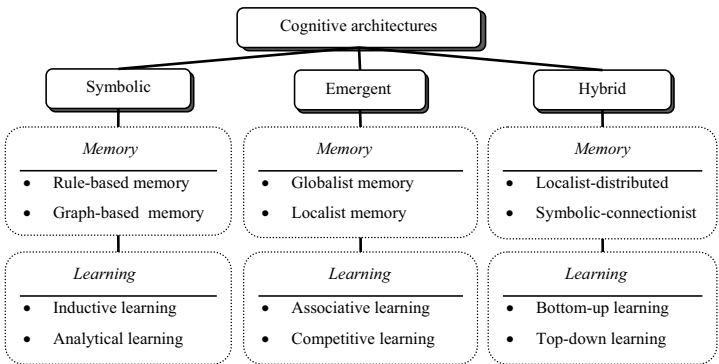 Cognitive architectures
Symbolic
Emergent
Hybrid
Memory
• Rule-based memory
• Graph-based memory
Memory
• Globalist memory
• Localist memory
Memory
• Localist-distributed
• Symbolic-connectionist
Learning
• Inductive learning
• Analytical learning
Learning
• Associative learning
• Competitive learning
Learning
• Bottom-up learning
• Top-down learning